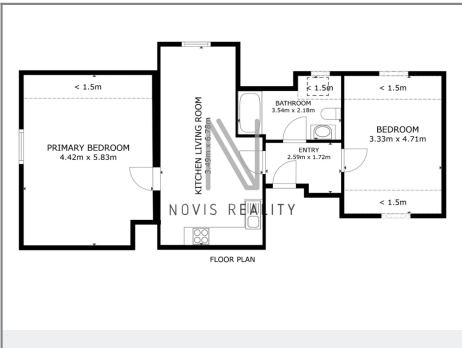 < 1.5m
< 1.5m
< 1.5m
BATHROOM
3.54m x 2.18m
KITCHEN LIVING ROOM
PRIMARY BEDROOM
4.42m x 5.83m
BEDROOM
3.33m x 4.71m
ENTRY
2.59m x 1.72m
< 1.5m
NOVIS REALITY
FLOOR PLAN